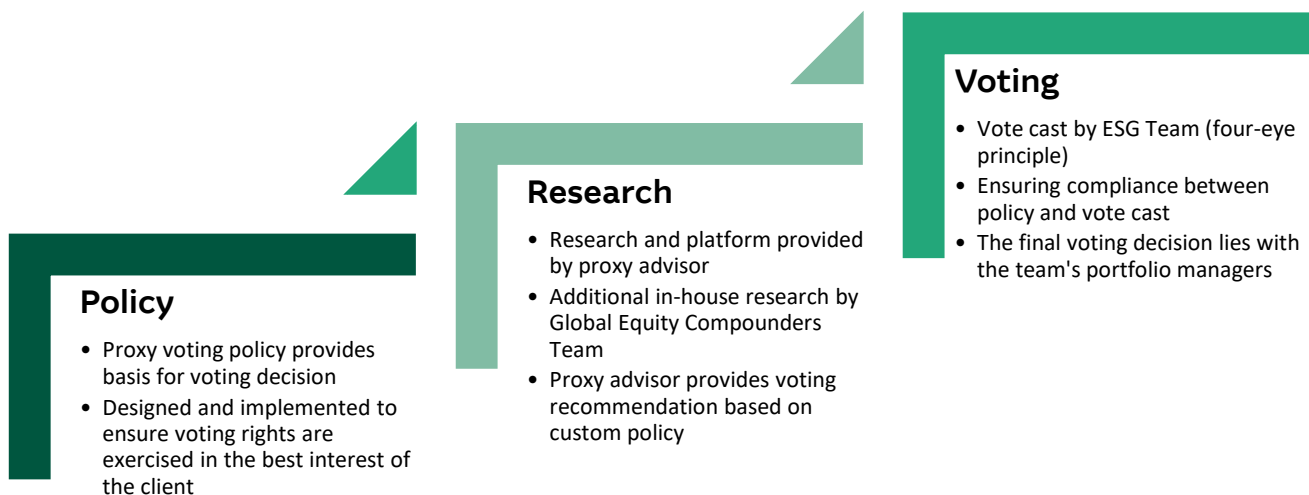 Policy
• Proxy voting policy provides
basis for voting decision
• Designed and implemented to
ensure voting rights are
exercised in the best interest of
the client
Research
• Research and platform provided
by proxy advisor
• Additional in-house research by
Global Equity Compounders
Team
• Proxy advisor provides voting
recommendation based on
custom policy
Voting
• Vote cast by ESG Team (four-eye
principle)
• Ensuring compliance between
policy and vote cast
• The final voting decision lies with
the team's portfolio managers